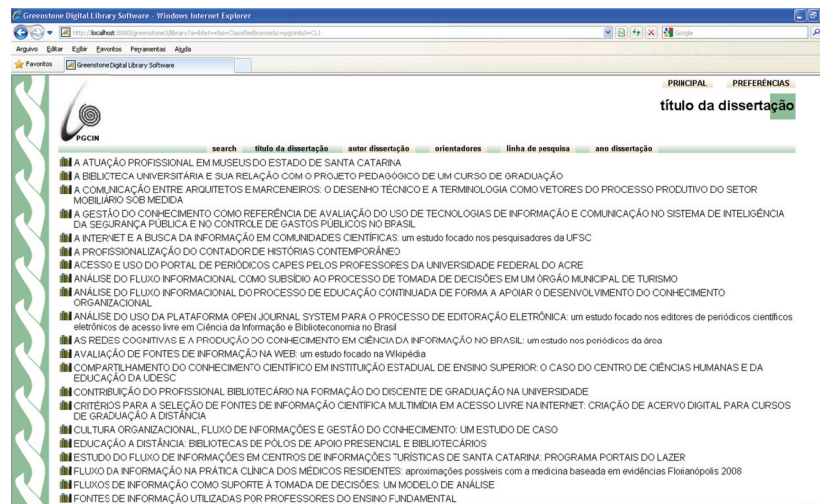 Greenstone Digital Library Software - Windows Internet Explorer
http://localhost:8080/greenstone3/library?a=b&rt=r&s=ClassifierBrowse&c=pgcin&cl=CL1
Google
Arquivo Editar Exibir Favoritos Ferramentas Ajuda
Favoritos Greenstone Digital Library Software
PRINCIPAL PREFERÊNCIAS
título da dissertação
PGCIN
search título da dissertação autor dissertação orientadores linha de pesquisa ano dissertação
A ATUAÇÃO PROFISSIONAL EM MUSEUS DO ESTADO DE SANTA CATARINA
A BIBLIOTECA UNIVERSITÁRIA E SUA RELAÇÃO COM O PROJETO PEDAGÓGICO DE UM CURSO DE GRADUAÇÃO
A COMUNICAÇÃO ENTRE ARQUITETOS E MARCENEIROS: O DESENHO TÉCNICO E A TERMINOLOGIA COMO VETORES DO PROCESSO PRODUTIVO DO SETOR
MOBILIÁRIO SOB MEDIDA
A GESTÃO DO CONHECIMENTO COMO REFERÊNCIA DE AVALIAÇÃO DO USO DE TECNOLOGIAS DE INFORMAÇÃO E COMUNICAÇÃO NO SISTEMA DE INTELIGÊNCIA
DA SEGURANÇA PÚBLICA E NO CONTROLE DE GASTOS PÚBLICOS NO BRASIL
A INTERNET E A BUSCA DA INFORMAÇÃO EM COMUNIDADES CIENTÍFICAS: um estudo focado nos pesquisadores da UFSC
A PROFISSIONALIZAÇÃO DO CONTADOR DE HISTÓRIAS CONTEMPORÂNEO
ACESSO E USO DO PORTAL DE PERIÓDICOS CAPES PELOS PROFESSORES DA UNIVERSIDADE FEDERAL DO ACRE
ANÁLISE DO FLUXO INFORMACIONAL COMO SUBSÍDIO AO PROCESSO DE TOMADA DE DECISÕES EM UM ÓRGÃO MUNICIPAL DE TURISMO
ANÁLISE DO FLUXO INFORMACIONAL DO PROCESSO DE EDUCAÇÃO CONTINUADA DE FORMA A APOIAR O DESENVOLVIMENTO DO CONHECIMENTO
ORGANIZACIONAL
ANÁLISE DO USO DA PLATAFORMA OPEN JOURNAL SYSTEM PARA O PROCESSO DE EDITORAÇÃO ELETRÔNICA: um estudo focado nos editores de periódicos científicos
eletrônicos de acesso livre em Ciência da Informação e Biblioteconomia no Brasil
AS REDES COGNITIVAS E A PRODUÇÃO DO CONHECIMENTO EM CIÊNCIA DA INFORMAÇÃO NO BRASIL: um estudo nos periódicos da área
AVALIAÇÃO DE FONTES DE INFORMAÇÃO NA WEB: um estudo focado na Wikipédia
COMPARTILHAMENTO DO CONHECIMENTO CIENTÍFICO EM INSTITUIÇÃO ESTADUAL DE ENSINO SUPERIOR: O CASO DO CENTRO DE CIÊNCIAS HUMANAS E DA
EDUCAÇÃO DA UDESC
CONTRIBUIÇÃO DO PROFISSIONAL BIBLIOTECÁRIO NA FORMAÇÃO DO DISCENTE DE GRADUAÇÃO NA UNIVERSIDADE
CRITÉRIOS PARA A SELEÇÃO DE FONTES DE INFORMAÇÃO CIENTÍFICA MULTIMÍDIA EM ACESSO LIVRE NA INTERNET: CRIAÇÃO DE ACERVO DIGITAL PARA CURSOS
DE GRADUAÇÃO A DISTÂNCIA
CULTURA ORGANIZACIONAL, FLUXO DE INFORMAÇÕES E GESTÃO DO CONHECIMENTO: UM ESTUDO DE CASO
EDUCAÇÃO A DISTÂNCIA: BIBLIOTECAS DE PÓLOS DE APOIO PRESENCIAL E BIBLIOTECÁRIOS
ESTUDO DO FLUXO DE INFORMAÇÕES EM CENTROS DE INFORMAÇÕES TURÍSTICAS DE SANTA CATARINA: PROGRAMA PORTAIS DO LAZER
FLUXO DA INFORMAÇÃO NA PRÁTICA CLÍNICA DOS MÉDICOS RESIDENTES: aproximações possíveis com a medicina baseada em evidências Florianópolis 2008
FLUXOS DE INFORMAÇÃO COMO SUPORTE À TOMADA DE DECISÕES: UM MODELO DE ANÁLISE
FONTES DE INFORMAÇÃO UTILIZADAS POR PROFESSORES DO ENSINO FUNDAMENTAL